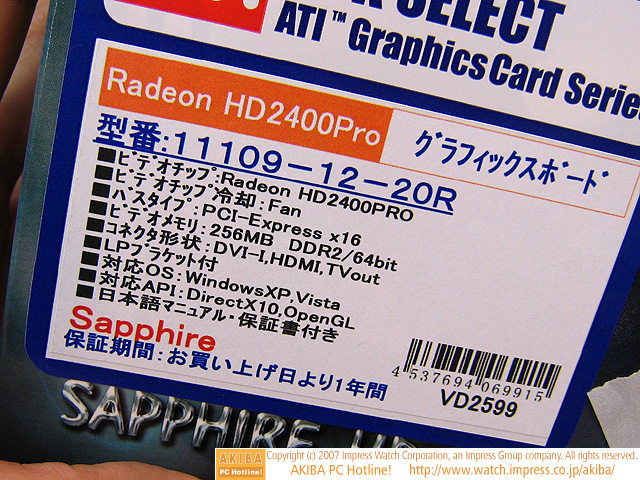 SELECT
ATI™ Graphics Card Series
Radeon HD2400Pro
グラフィックスボード
型番:11109-12-20R
■ビデオチップ:Radeon HD2400PRO
■ビデオチップ冷却:Fan
■バスタイプ:PCI-Express x16
■ビデオメモリ:256MB DDR2/64bit
■コネクタ形状:DVI-I,HDMI,TVout
■LPブラケット付
■対応OS:WindowsXP,Vista
■対応API:DirectX10,OpenGL
■日本語マニュアル・保証書付き
Sapphire
保証期間:お買い上げ日より1年間
4 537694 069915
VD2599
SAPPHIRE HD
AKIBA
PC Hotline!
Copyright (c) 2007 Impress Watch Corporation, an Impress Group company. All rights reserved.
AKIBA PC Hotline! http://www.watch.impress.co.jp/akiba/